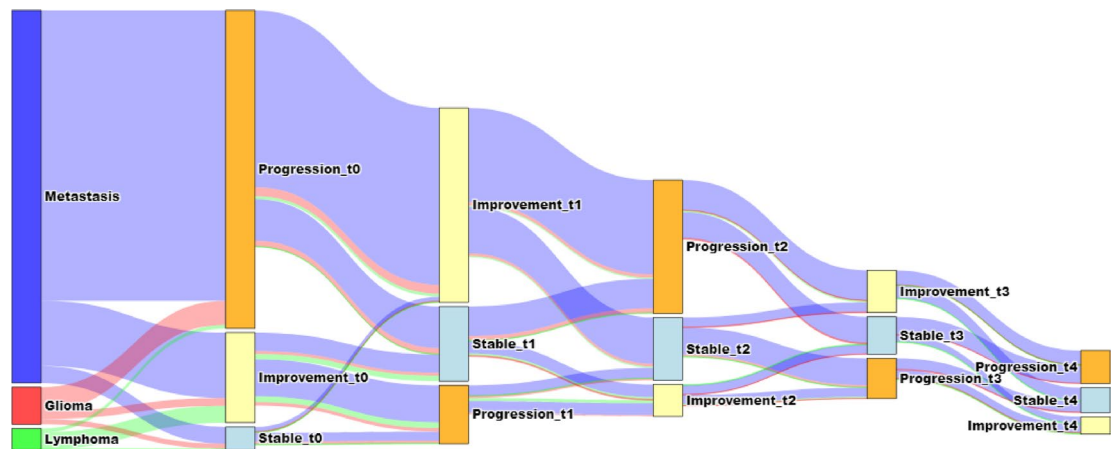 Metastasis
Glioma
Lymphoma
Progression_t0
Improvement_t0
Stable_t0
Improvement_t1
Stable_t1
Progression_t1
Progression_t2
Stable_t2
Improvement_t2
Improvement_t3
Stable_t3
Progression_t3
Progression_t4
Stable_t4
Improvement_t4